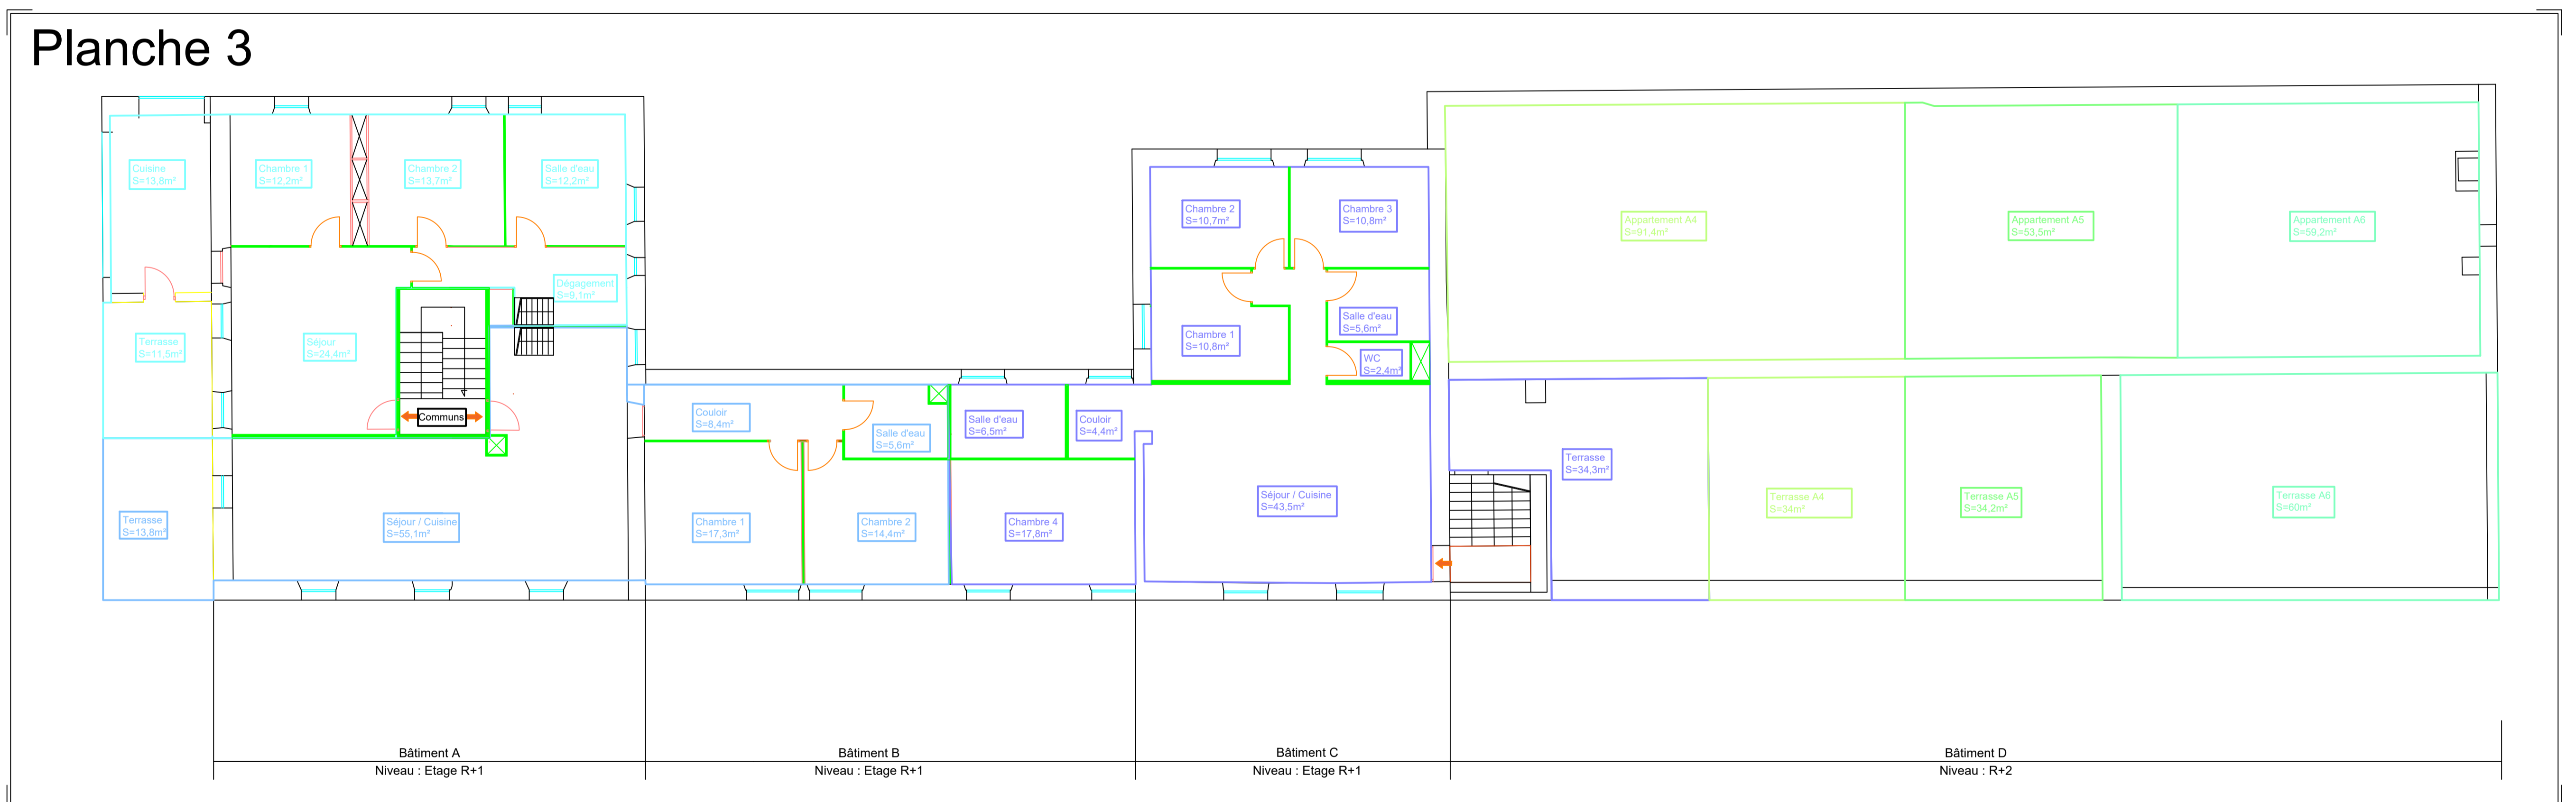 Planche 3
Cuisine
S=13,8m²
Chambre 1
S=12,2m²
Chambre 2
S=13,7m²
Salle d'eau
S=12,2m²
Dégagement
S=9,1m²
Terrasse
S=11,5m²
Séjour
S=24,4m²
Communs
Terrasse
S=13,8m²
Séjour / Cuisine
S=55,1m²
Couloir
S=8,4m²
Salle d'eau
S=5,6m²
Chambre 1
S=17,3m²
Chambre 2
S=14,4m²
Salle d'eau
S=6,5m²
Couloir
S=4,4m²
Chambre 4
S=17,8m²
Chambre 2
S=10,7m²
Chambre 3
S=10,8m²
Chambre 1
S=10,8m²
Salle d'eau
S=5,6m²
WC
S=2,4m²
Séjour / Cuisine
S=43,5m²
Appartement A4
S=91,4m²
Appartement A5
S=53,5m²
Appartement A6
S=59,2m²
Terrasse
S=34,3m²
Terrasse A4
S=34m²
Terrasse A5
S=34,2m²
Terrasse A6
S=60m²
Bâtiment A
Niveau : Etage R+1
Bâtiment B
Niveau : Etage R+1
Bâtiment C
Niveau : Etage R+1
Bâtiment D
Niveau : R+2